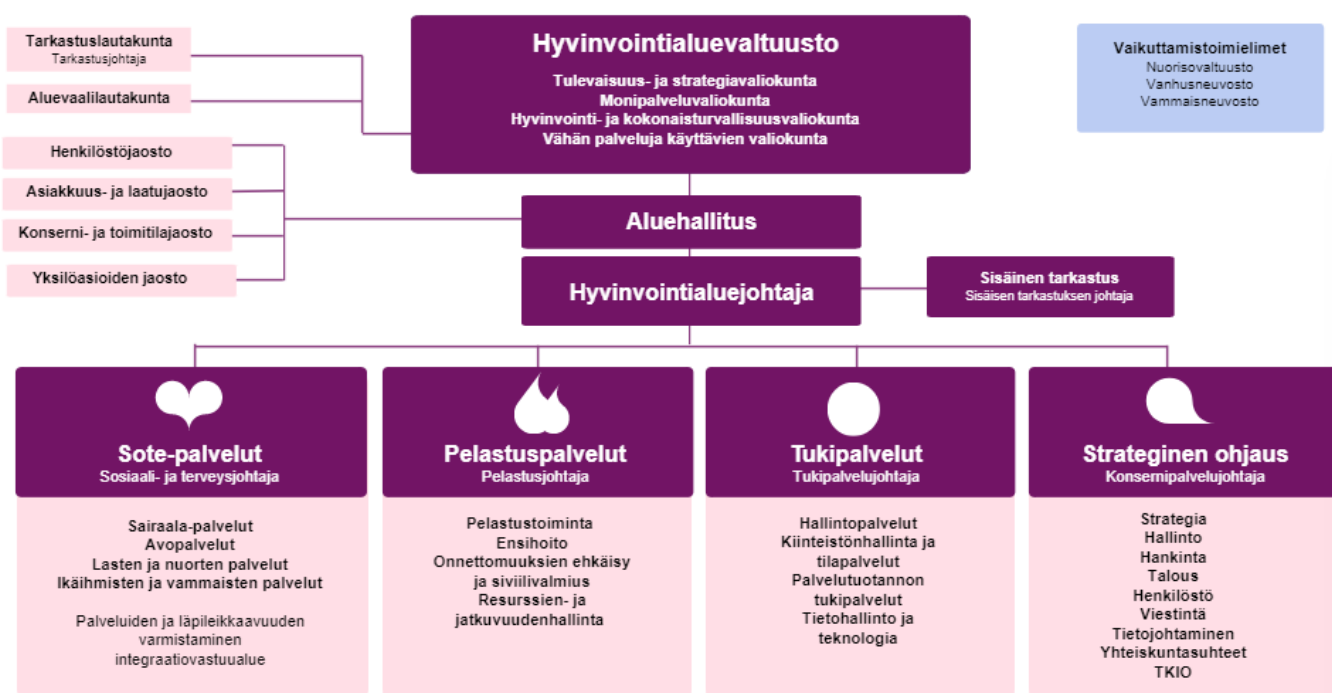 Tarkastuslautakunta
Tarkastusjohtaja
Aluevaalilautakunta
Henkilöstöjaosto
Asiakkuus- ja laatujaosto
Konserni- ja toimitilajaosto
Yksilöasioiden jaosto
Hyvinvointialuevaltuusto
Tulevaisuus- ja strategiavaliokunta
Monipalveluvaliokunta
Hyvinvointi- ja kokonaisturvallisuusvaliokunta
Vähän palveluja käyttävien valiokunta
Vaikuttamistoimielimet
Nuorisovaltuusto
Vanhusneuvosto
Vammaisneuvosto
Aluehallitus
Hyvinvointialuejohtaja
Sisäinen tarkastus
Sisäisen tarkastuksen johtaja
Sote-palvelut
Sosiaali- ja terveysjohtaja
Sairaala-palvelut
Avopalvelut
Lasten ja nuorten palvelut
Ikäihmisten ja vammaisten palvelut
Palveluiden ja läpileikkaavuuden
varmistaminen
integraatiovastuualue
Pelastuspalvelut
Pelastusjohtaja
Pelastustoiminta
Ensihoito
Onnettomuuksien ehkäisy
ja siviilivalmius
Resurssien- ja
jatkuvuudenhallinta
Tukipalvelut
Tukipalvelujohtaja
Hallintopalvelut
Kiinteistönhallinta ja
tilapalvelut
Palvelutuotannon
tukipalvelut
Tietohallinto ja
teknologia
Strateginen ohjaus
Konsernipalvelujohtaja
Strategia
Hallinto
Hankinta
Talous
Henkilöstö
Viestintä
Tietojohtaminen
Yhteiskuntasuhteet
TKIO